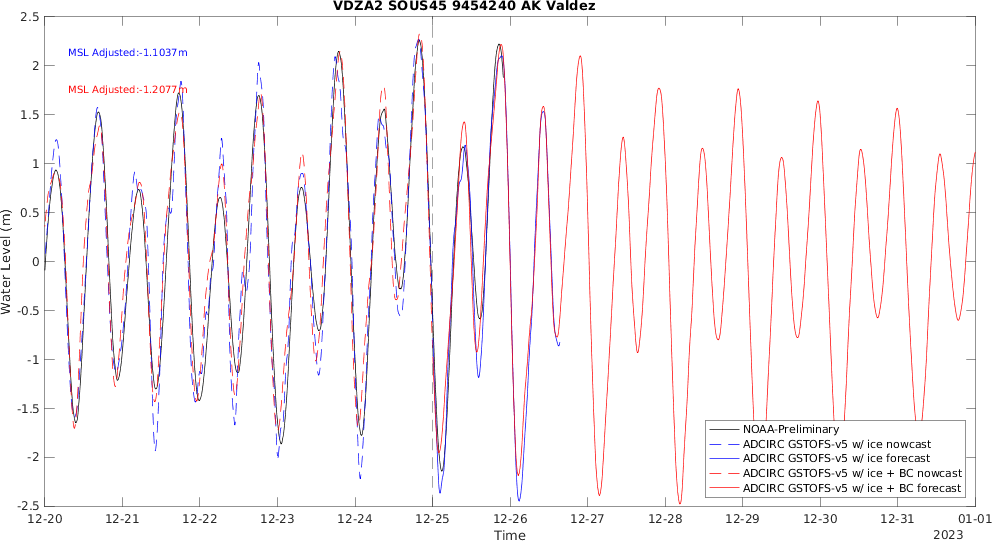 VDZA2 SOUS45 9454240 AK Valdez
2.5
2
1.5
1
0.5
0
-0.5
-1
-1.5
-2
-2.5
Water Level (m)
MSL Adjusted:-1.1037m
MSL Adjusted:-1.2077m
NOAA-Preliminary
ADCIRC GSTOFS-v5 w/ ice nowcast
ADCIRC GSTOFS-v5 w/ ice forecast
ADCIRC GSTOFS-v5 w/ ice + BC nowcast
ADCIRC GSTOFS-v5 w/ ice + BC forecast
12-20 12-21 12-22 12-23 12-24 12-25 12-26 12-27 12-28 12-29 12-30 12-31 01-01
Time
2023